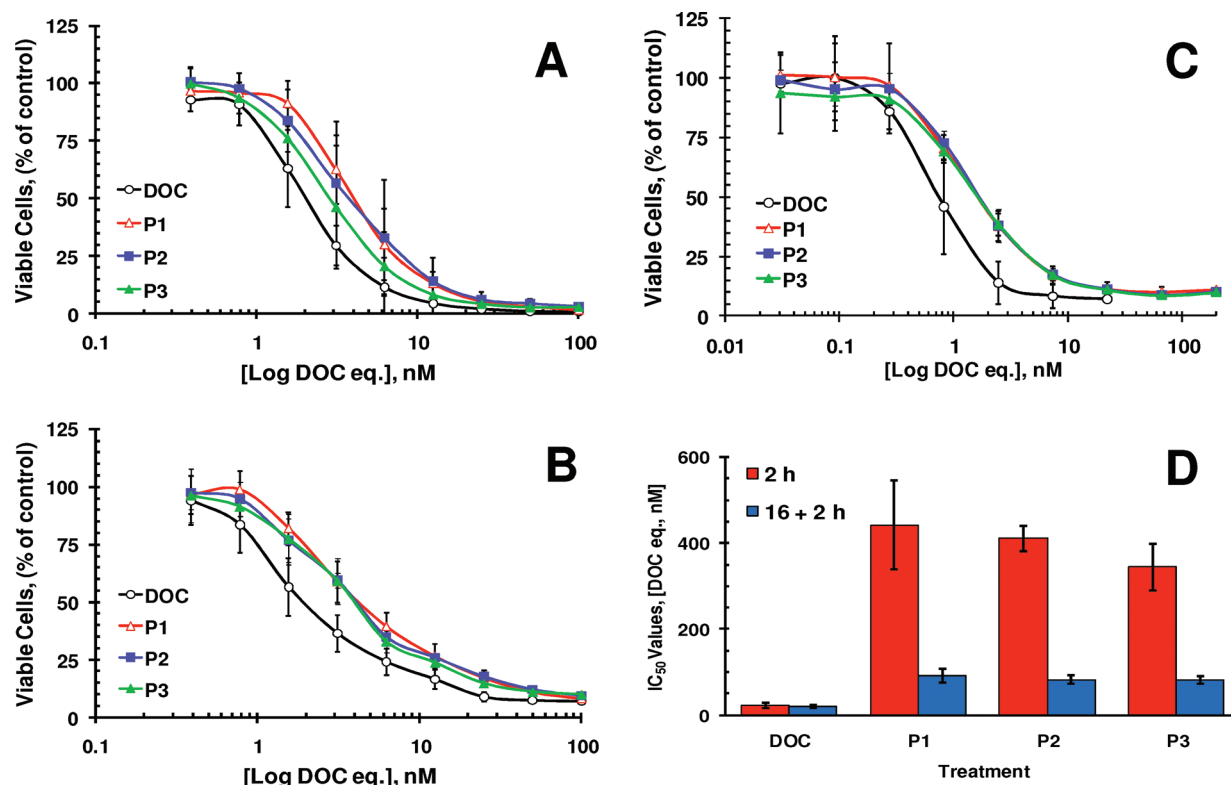 A
Viable Cells, (% of control)
125
100
75
50
25
0
DOC
P1
P2
P3
0.1 1 10 100
[Log DOC eq.], nM
C
Viable Cells, (% of control)
125
100
75
50
25
0
DOC
P1
P2
P3
0.01 0.1 1 10 100
[Log DOC eq.], nM
B
Viable Cells, (% of control)
125
100
75
50
25
0
DOC
P1
P2
P3
0.1 1 10 100
[Log DOC eq.], nM
D
IC50 Values, [DOC eq., nM)
600
400
200
0
2 h
16 + 2 h
DOC P1 P2 P3
Treatment